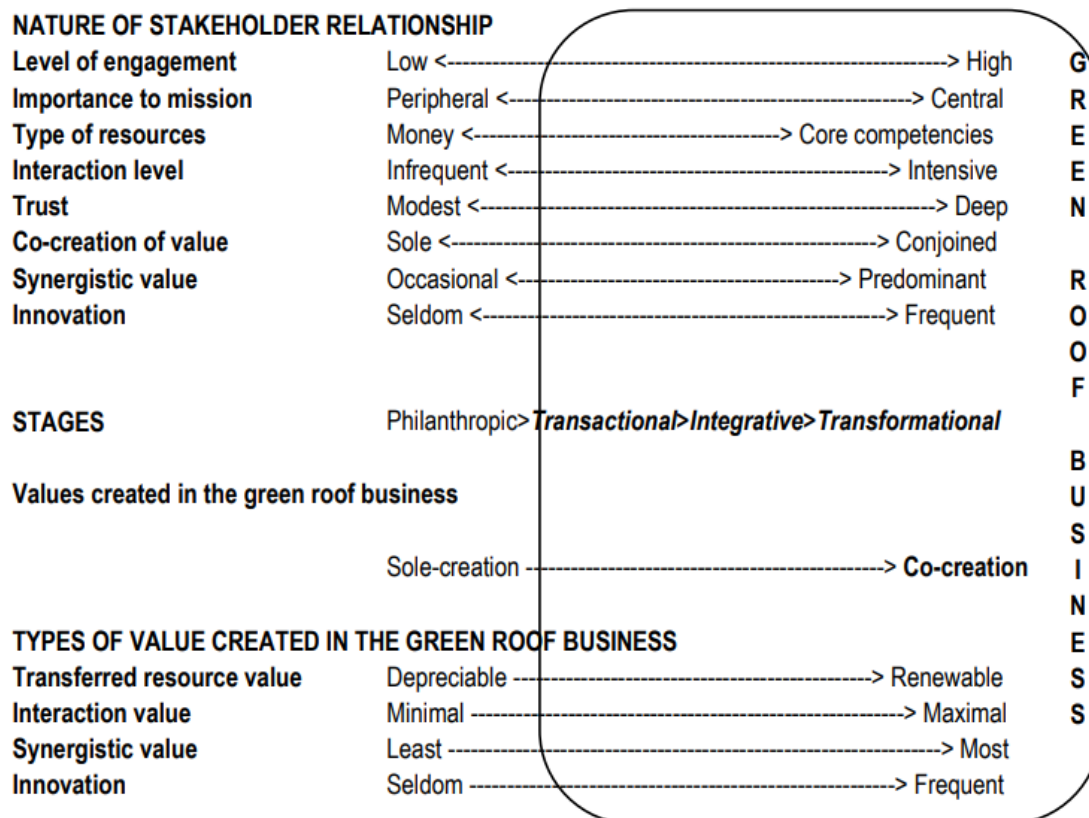 NATURE OF STAKEHOLDER RELATIONSHIP
Level of engagement Low <--------------------------------------------------------------------> High
Importance to mission Peripheral <------------------------------------------------------> Central
Type of resources Money <-----------------------------------------> Core competencies
Interaction level Infrequent <---------------------------------------------------> Intensive
Trust Modest <-------------------------------------------------------------> Deep
Co-creation of value Sole <---------------------------------------------------------> Conjoined
Synergistic value Occasional <-------------------------------------------> Predominant
Innovation Seldom <------------------------------------------------------> Frequent
STAGES Philanthropic>Transactional>Integrative>Transformational
Values created in the green roof business
Sole-creation ------------------------------------------------> Co-creation
TYPES OF VALUE CREATED IN THE GREEN ROOF BUSINESS
Transferred resource value Depreciable ------------------------------------------------> Renewable
Interaction value Minimal ----------------------------------------------------------> Maximal
Synergistic value Least ------------------------------------------------------------------> Most
Innovation Seldom ---------------------------------------------------------> Frequent
GREEN ROOF BUSINESS